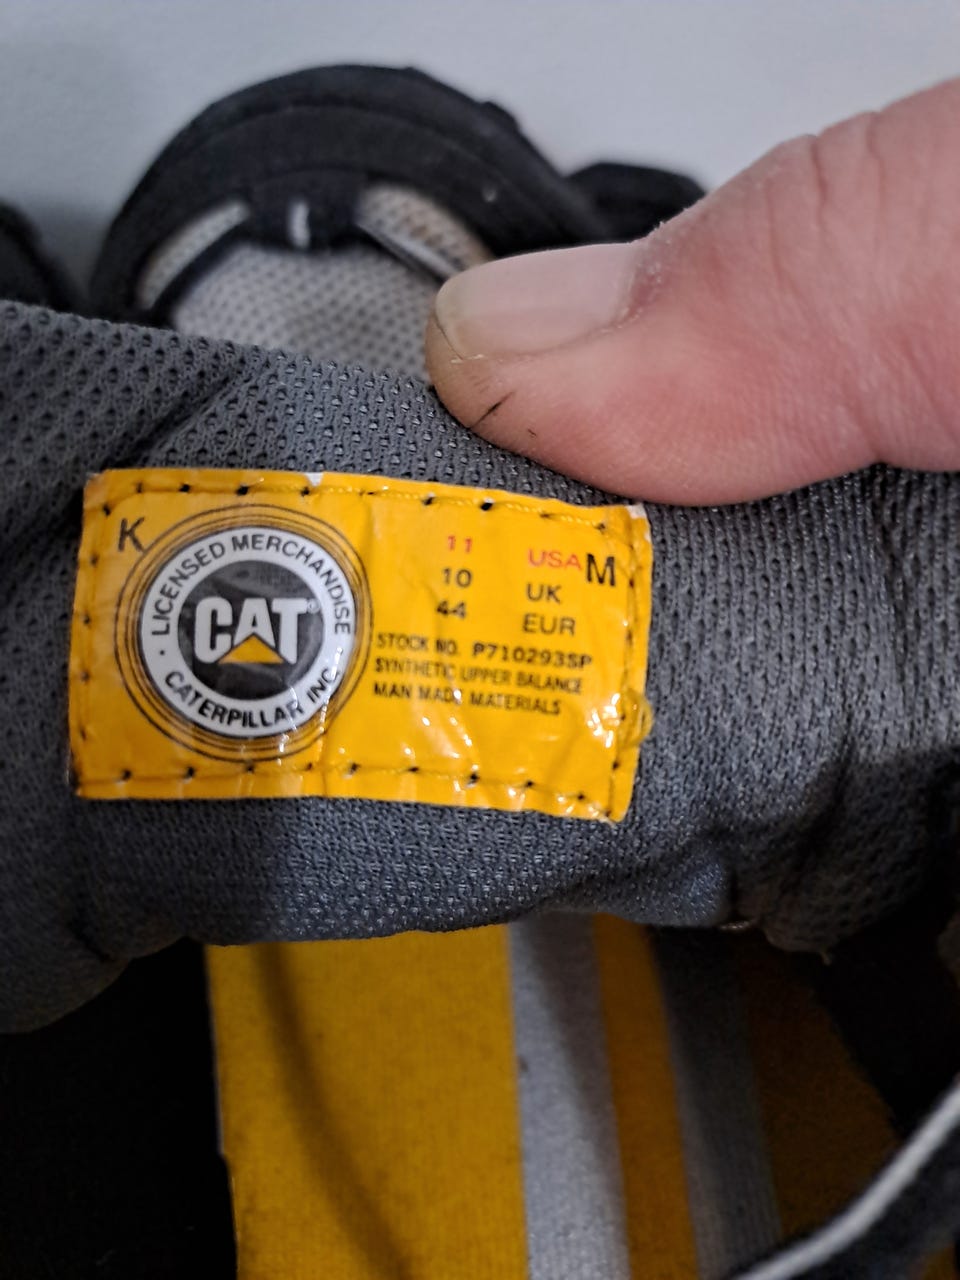 K
LICENSED MERCHANDISE
CAT®
CATERPILLAR INC.
11 USA M
10 UK
44 EUR
STOCK NO. P710293SP
SYNTHETIC UPPER BALANCE
MAN MADE MATERIALS